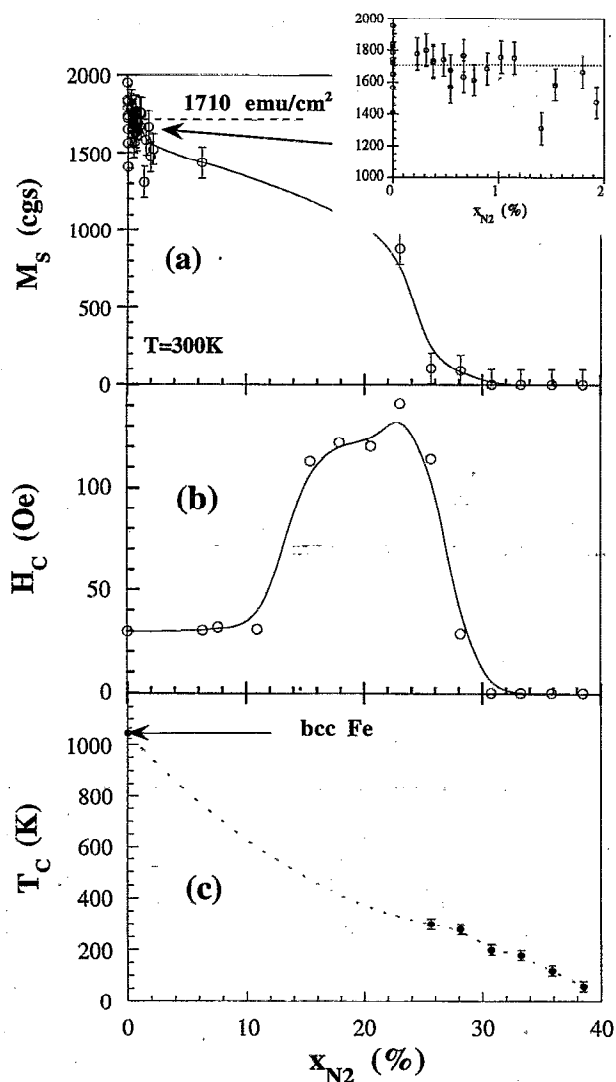 2000
1800
1600
1400
1200
1000
0
1
2
x_N2 (%)
2000
1500
1000
500
0
M_S (cgs)
1710 emu/cm²
(a)
T=300K
100
50
0
H_C (Oe)
(b)
1000
800
600
400
200
0
T_C (K)
bcc Fe
(c)
0
10
20
30
40
x_N2 (%)